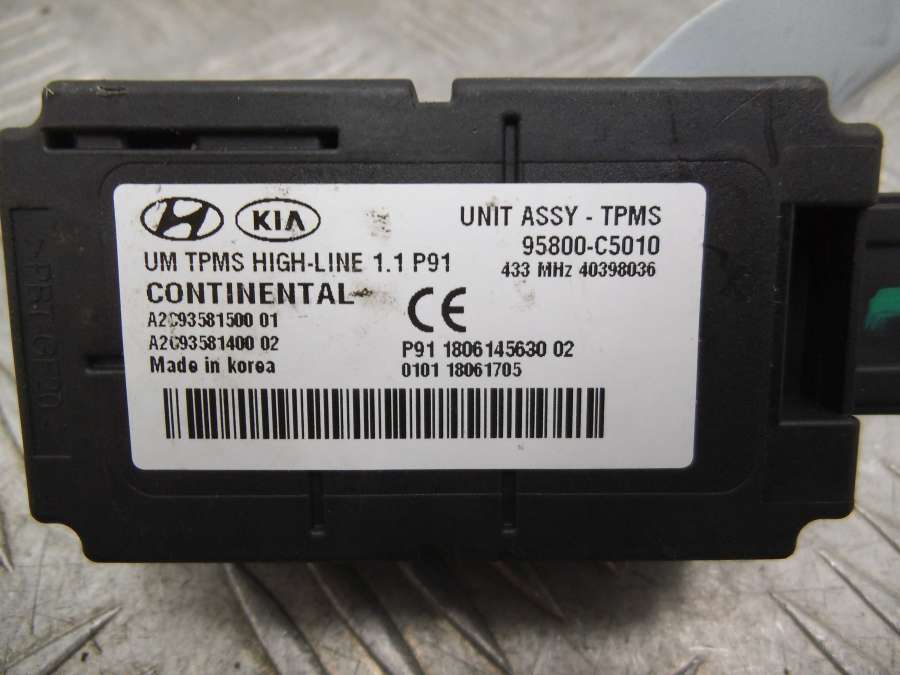 KIA
UM TPMS HIGH-LINE 1.1 P91
CONTINENTAL
A2C93581500 01
A2C93581400 02
Made in korea
UNIT ASSY - TPMS
95800-C5010
433 MHz 40398036
CE
P91 1806145630 02
0101 18061705